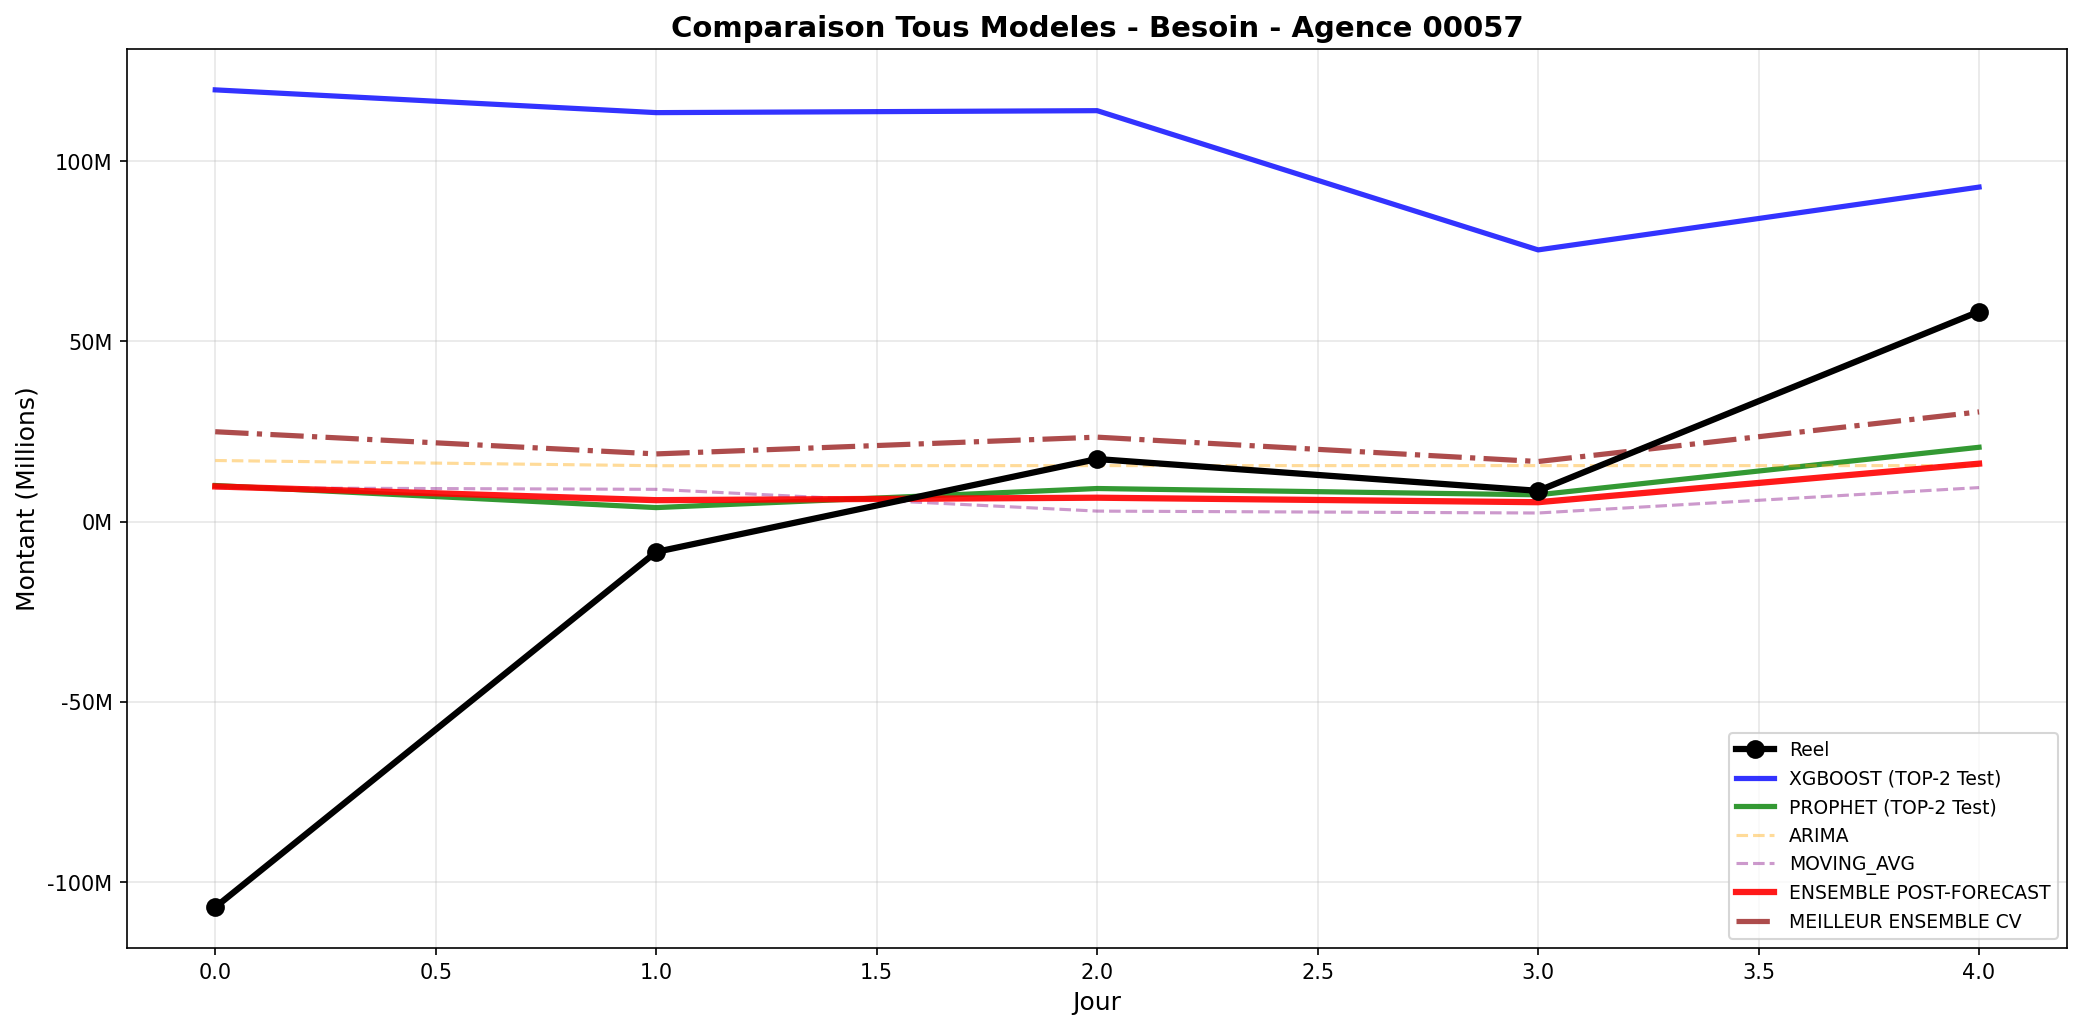 Comparaison Tous Modeles - Besoin - Agence 00057
Montant (Millions)
100M
50M
0M
-50M
-100M
Reel
XGBOOST (TOP-2 Test)
PROPHET (TOP-2 Test)
ARIMA
MOVING_AVG
ENSEMBLE POST-FORECAST
MEILLEUR ENSEMBLE CV
0.0 0.5 1.0 1.5 2.0 2.5 3.0 3.5 4.0
Jour